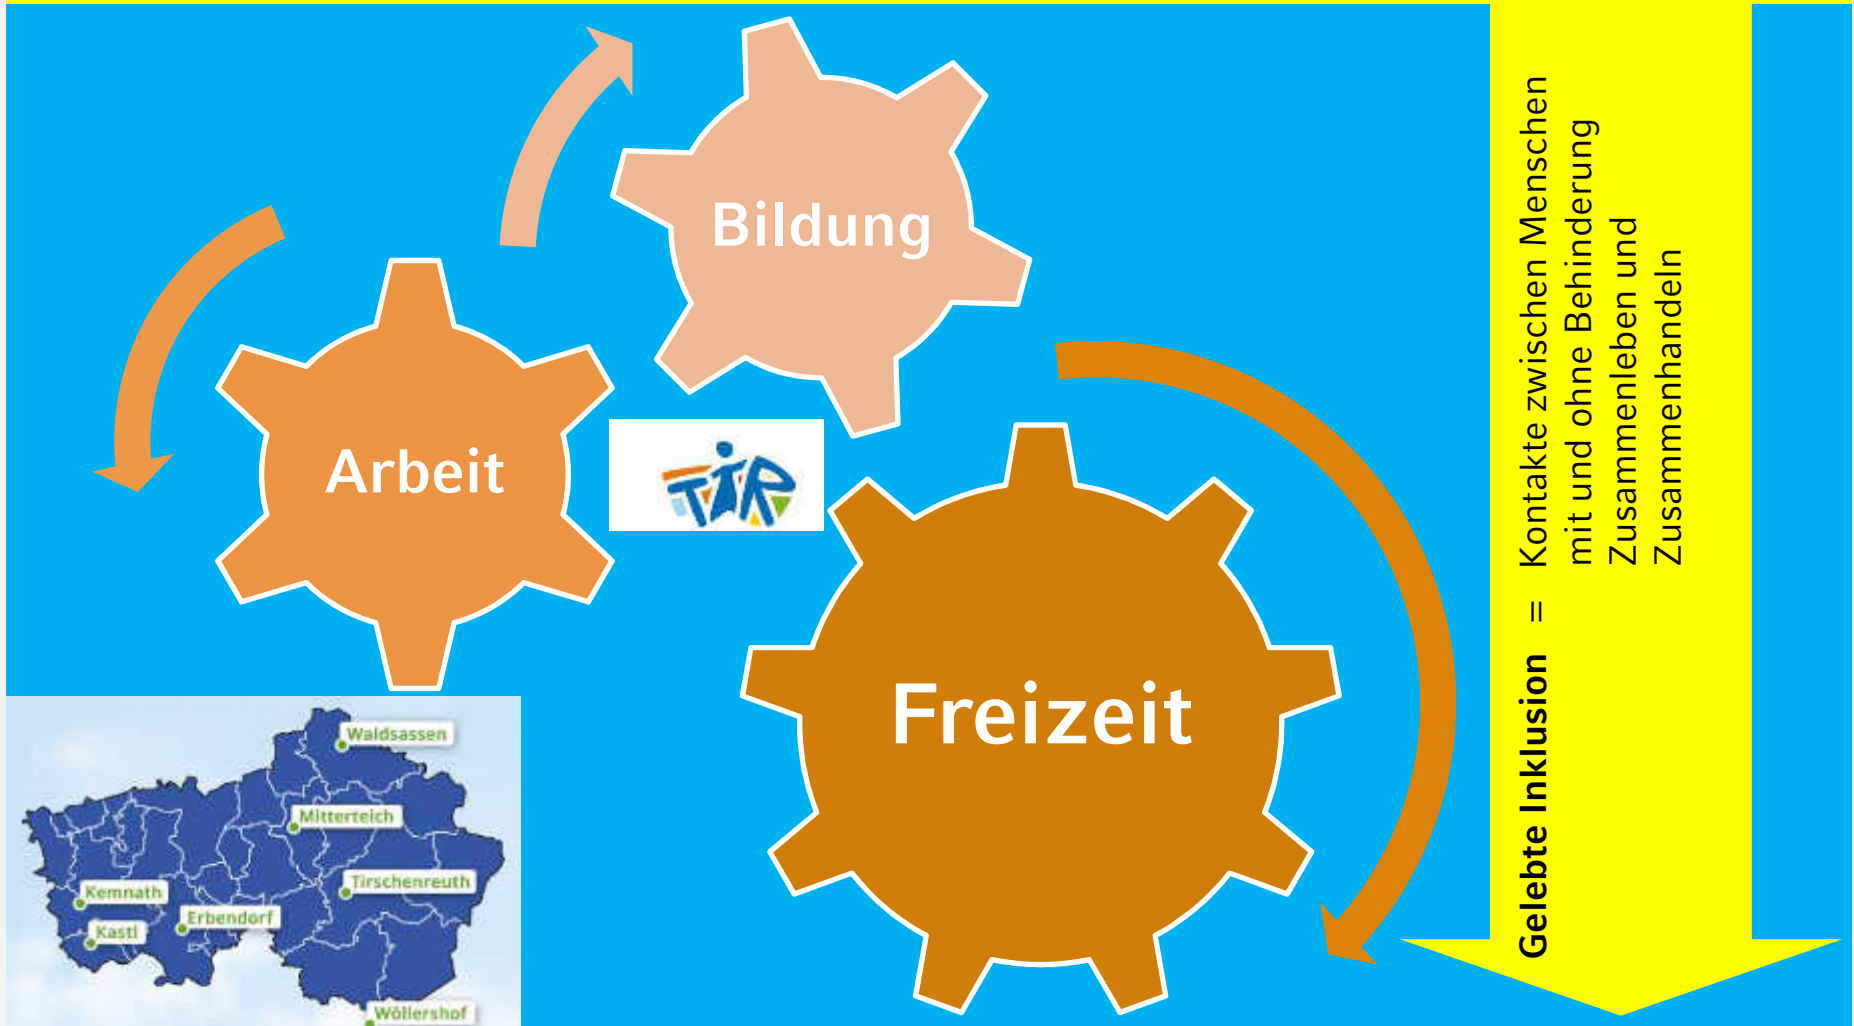 Bildung
Arbeit
TIR
Freizeit
Waldsassen
Mitterteich
Tirschenreuth
Kemnath
Erbendorf
Kastl
Wöllershof
Gelebte Inklusion = Kontakte zwischen Menschen
mit und ohne Behinderung
Zusammenleben und
Zusammenhandeln